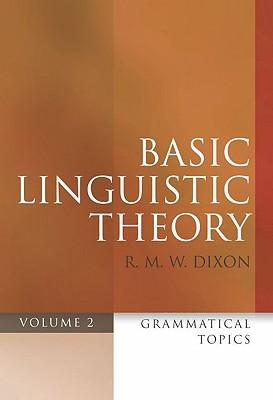 BASIC
LINGUISTIC
THEORY
R. M. W. DIXON
VOLUME 2
GRAMMATICAL
TOPICS